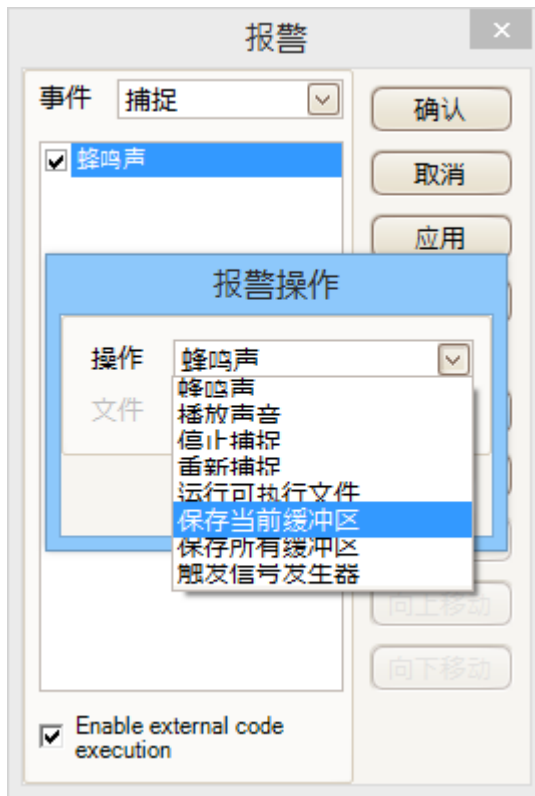 报警
事件 捕捉
确认
蜂鸣声
取消
应用
报警操作
操作 蜂鸣声
蜂鸣声
文件
播放声音
停止捕捉
重新捕捉
运行可执行文件
保存当前缓冲区
保存所有缓冲区
触发信号发生器
向上移动
向下移动
Enable external code
execution